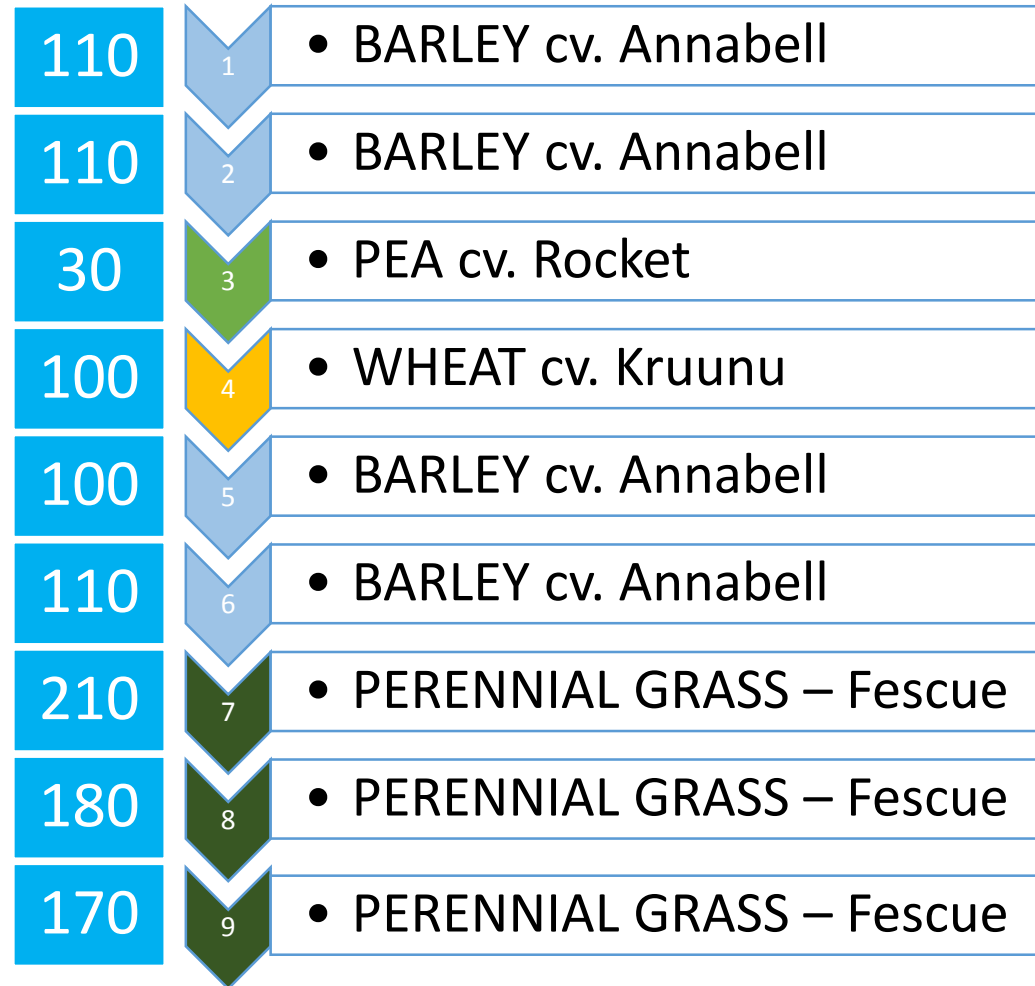 110 1 • BARLEY cv. Annabell
110 2 • BARLEY cv. Annabell
30 3 • PEA cv. Rocket
100 4 • WHEAT cv. Kruunu
100 5 • BARLEY cv. Annabell
110 6 • BARLEY cv. Annabell
210 7 • PERENNIAL GRASS – Fescue
180 8 • PERENNIAL GRASS – Fescue
170 9 • PERENNIAL GRASS – Fescue